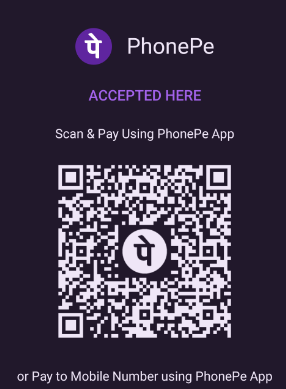 पे PhonePe
ACCEPTED HERE
Scan & Pay Using PhonePe App
पे
or Pay to Mobile Number using PhonePe App